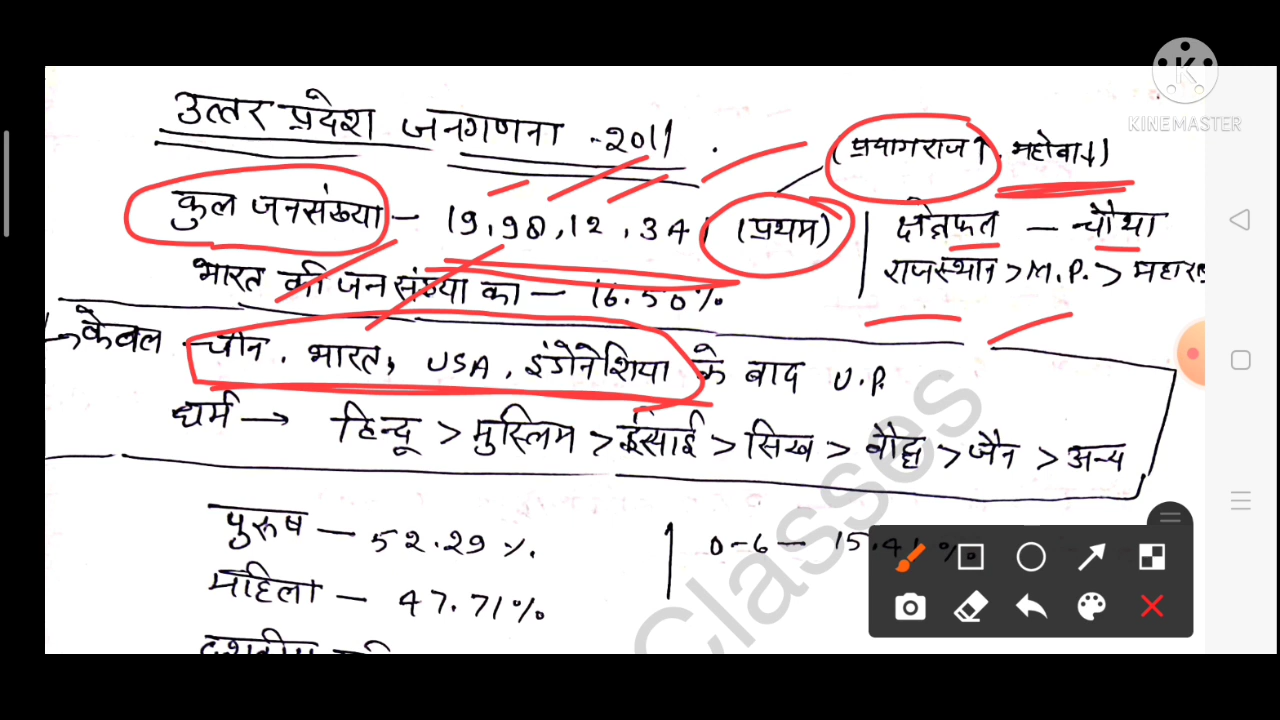 KINEMASTER
उत्तर प्रदेश जनगणना - 2011 .
(प्रयागराज↑ . महोबा↓)
कुल जनसंख्या - 19,98,12,341 (प्रथम)
क्षेत्रफल - चौथा
भारत की जनसंख्या का - 16.50%
राजस्थान > M.P. > महारा
→ केवल चीन, भारत, USA, इंडोनेशिया के बाद U.P.
धर्म → हिन्दू > मुस्लिम > ईसाई > सिख > बौद्ध > जैन > अन्य
पुरूष - 52.29%.
0-6 - 15.41%
महिला - 47.71%
Classes